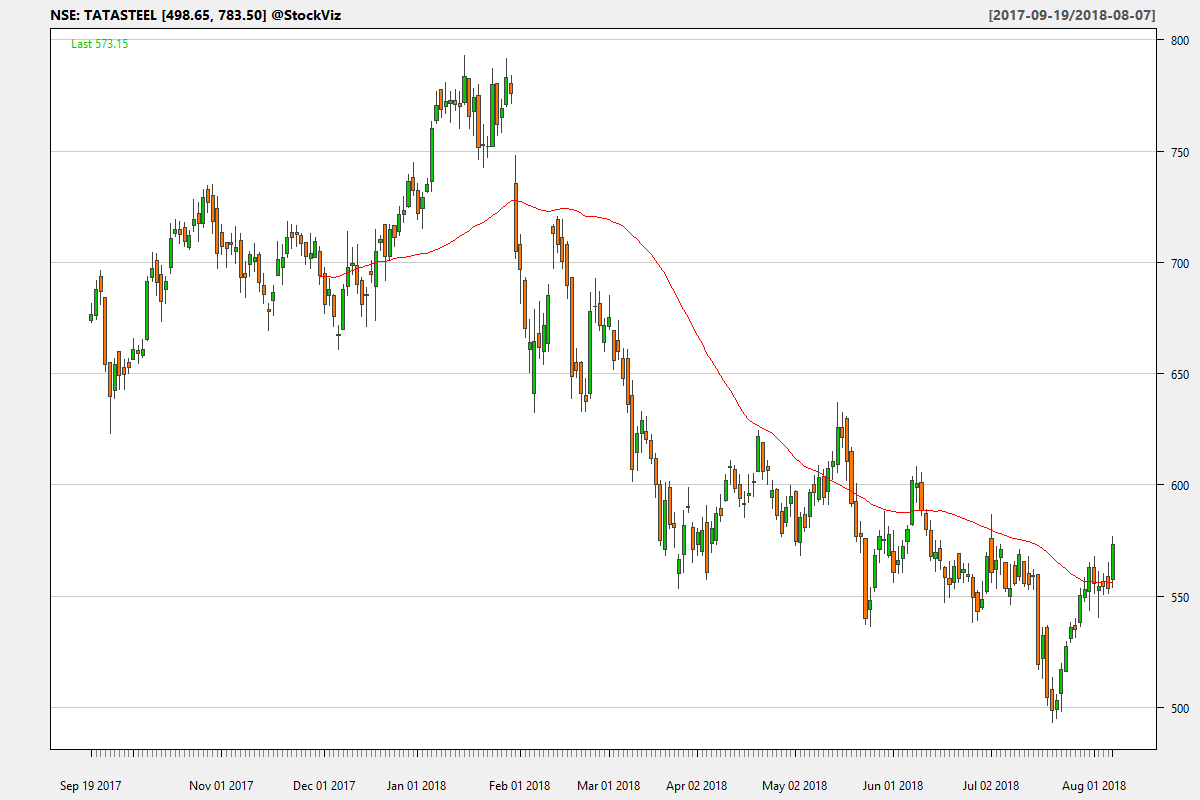 NSE: TATASTEEL [498.65, 783.50] @StockViz
[2017-09-19/2018-08-07]
Last 573.15
800
750
700
650
600
550
500
Sep 19 2017
Nov 01 2017
Dec 01 2017
Jan 01 2018
Feb 01 2018
Mar 01 2018
Apr 02 2018
May 02 2018
Jun 01 2018
Jul 02 2018
Aug 01 2018